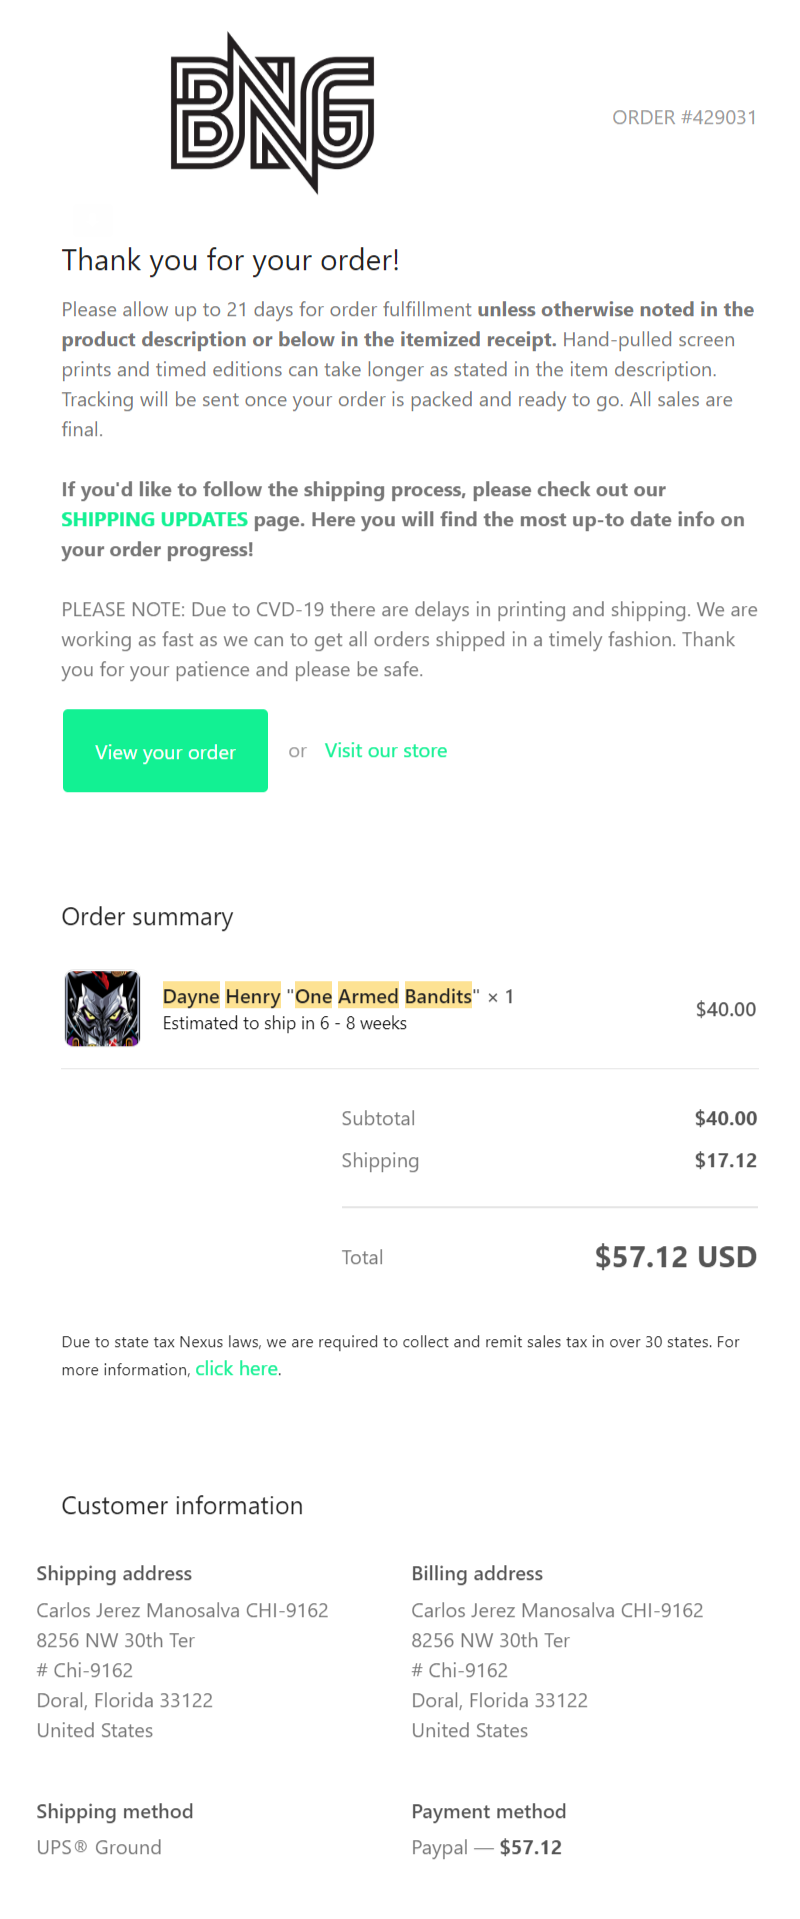 BNG
ORDER #429031
Thank you for your order!
Please allow up to 21 days for order fulfillment unless otherwise noted in the
product description or below in the itemized receipt. Hand-pulled screen
prints and timed editions can take longer as stated in the item description.
Tracking will be sent once your order is packed and ready to go. All sales are
final.
If you'd like to follow the shipping process, please check out our
SHIPPING UPDATES page. Here you will find the most up-to date info on
your order progress!
PLEASE NOTE: Due to CVD-19 there are delays in printing and shipping. We are
working as fast as we can to get all orders shipped in a timely fashion. Thank
you for your patience and please be safe.
View your order or Visit our store
Order summary
Dayne Henry "One Armed Bandits" × 1
Estimated to ship in 6 - 8 weeks
$40.00
Subtotal $40.00
Shipping $17.12
Total $57.12 USD
Due to state tax Nexus laws, we are required to collect and remit sales tax in over 30 states. For
more information, click here.
Customer information
Shipping address
Carlos Jerez Manosalva CHI-9162
8256 NW 30th Ter
# Chi-9162
Doral, Florida 33122
United States
Billing address
Carlos Jerez Manosalva CHI-9162
8256 NW 30th Ter
# Chi-9162
Doral, Florida 33122
United States
Shipping method
UPS® Ground
Payment method
Paypal — $57.12